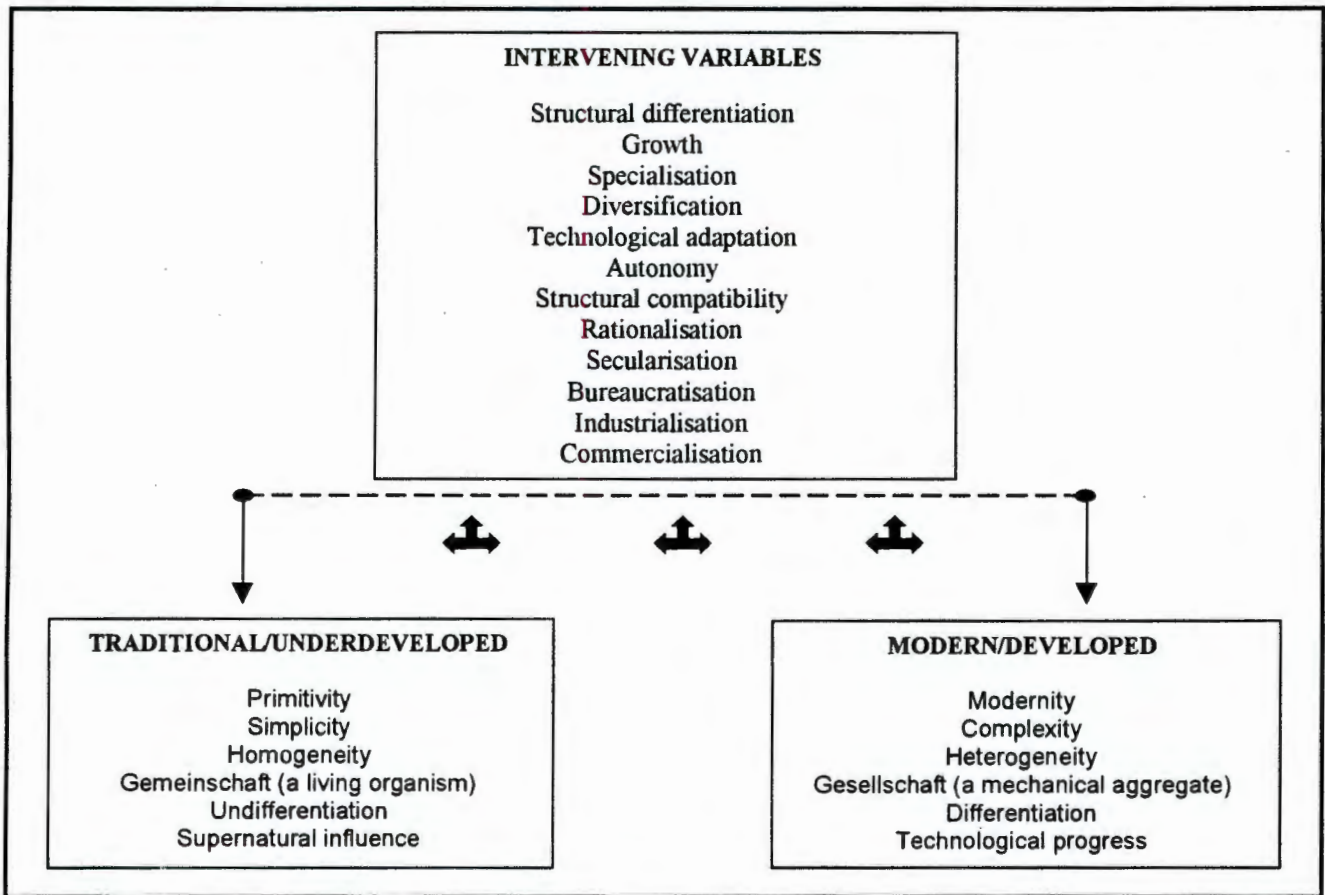 INTERVENING VARIABLES
Structural differentiation
Growth
Specialisation
Diversification
Technological adaptation
Autonomy
Structural compatibility
Rationalisation
Secularisation
Bureaucratisation
Industrialisation
Commercialisation
TRADITIONAL/UNDERDEVELOPED
Primitivity
Simplicity
Homogeneity
Gemeinschaft (a living organism)
Undifferentiation
Supernatural influence
MODERN/DEVELOPED
Modernity
Complexity
Heterogeneity
Gesellschaft (a mechanical aggregate)
Differentiation
Technological progress